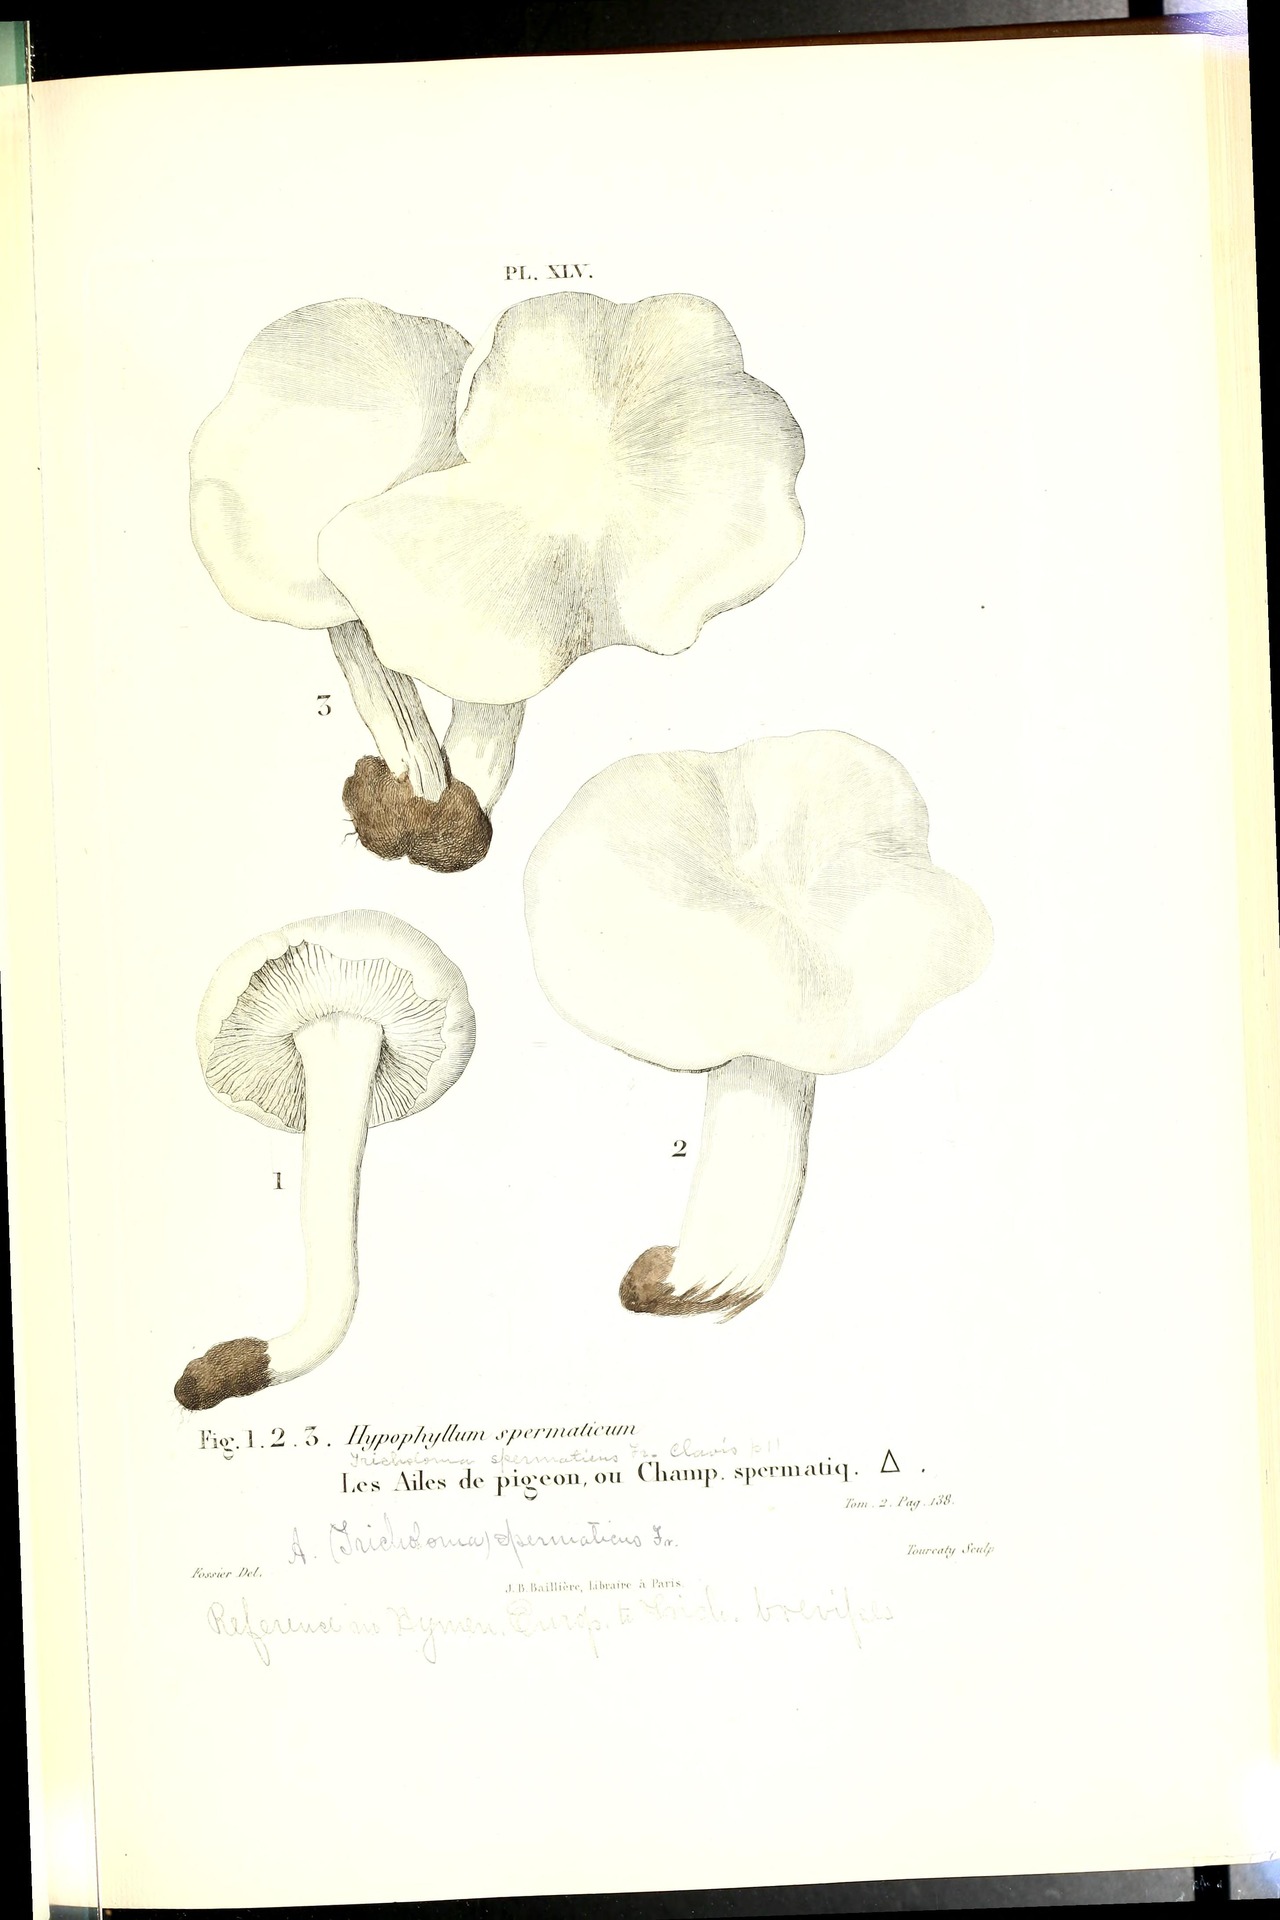 PL. XLV.
3
2
1
Fig. 1. 2. 3. Hypophyllum spermaticum
Tricholoma spermaticus Fr. Clavis
Les Ailes de pigeon, ou Champ. spermatiq. Δ .
Tom. 2. Pag. 138.
A. (Tricholoma) spermaticus Fr.
Tourcaty Sculp
Fossier Del.
J. B. Baillière, Libraire à Paris.
Reference in Hymen. Europ. to Trich. brevipes